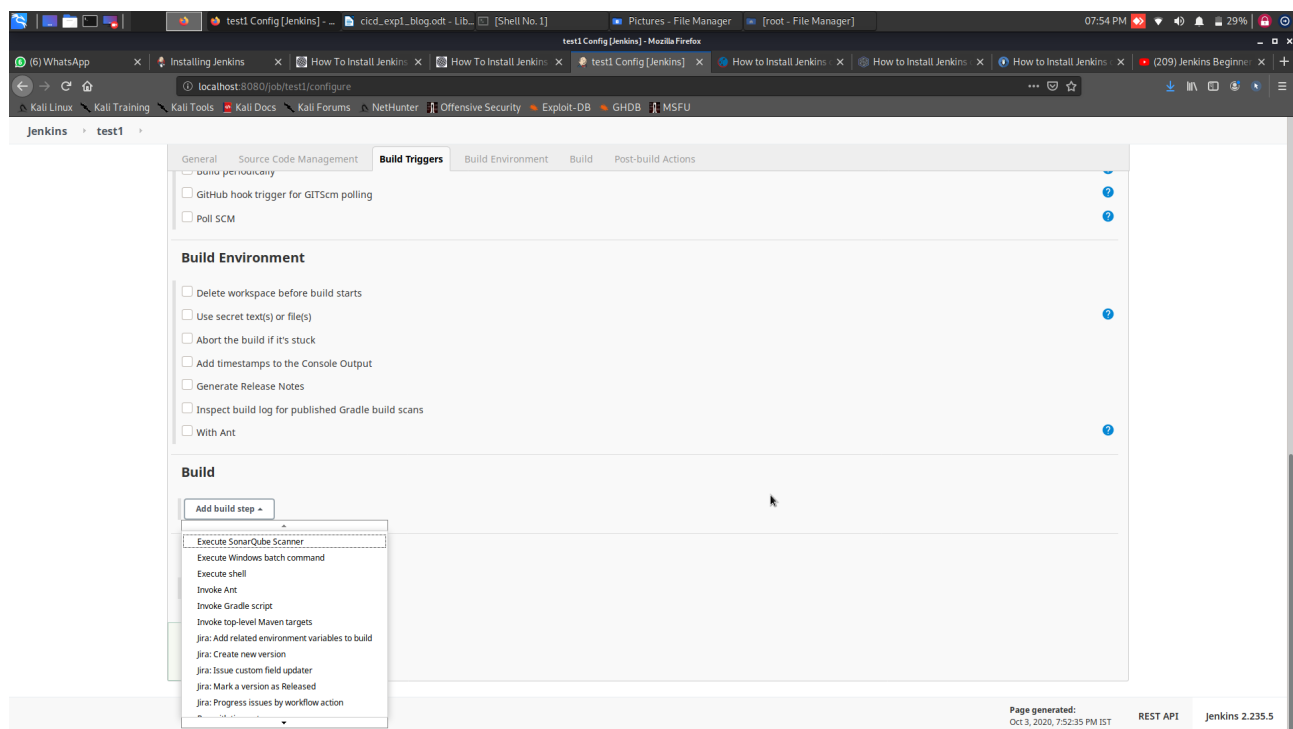 test1 Config [Jenkins] - ... cicd_exp1_blog.odt - Lib... [Shell No. 1] Pictures - File Manager [root - File Manager] 07:54 PM 29%
test1 Config [Jenkins] - Mozilla Firefox
(6) WhatsApp Installing Jenkins How To Install Jenkins How To Install Jenkins test1 Config [Jenkins] How to Install Jenkins How to Install Jenkins How to Install Jenkins (209) Jenkins Beginner
localhost:8080/job/test1/configure
Kali Linux Kali Training Kali Tools Kali Docs Kali Forums NetHunter Offensive Security Exploit-DB GHDB MSFU
Jenkins test1
General Source Code Management Build Triggers Build Environment Build Post-build Actions
Build periodically
GitHub hook trigger for GITScm polling
Poll SCM
Build Environment
Delete workspace before build starts
Use secret text(s) or file(s)
Abort the build if it's stuck
Add timestamps to the Console Output
Generate Release Notes
Inspect build log for published Gradle build scans
With Ant
Build
Add build step
Execute SonarQube Scanner
Execute Windows batch command
Execute shell
Invoke Ant
Invoke Gradle script
Invoke top-level Maven targets
Jira: Add related environment variables to build
Jira: Create new version
Jira: Issue custom field updater
Jira: Mark a version as Released
Jira: Progress issues by workflow action
Page generated:
Oct 3, 2020, 7:52:35 PM IST REST API Jenkins 2.235.5